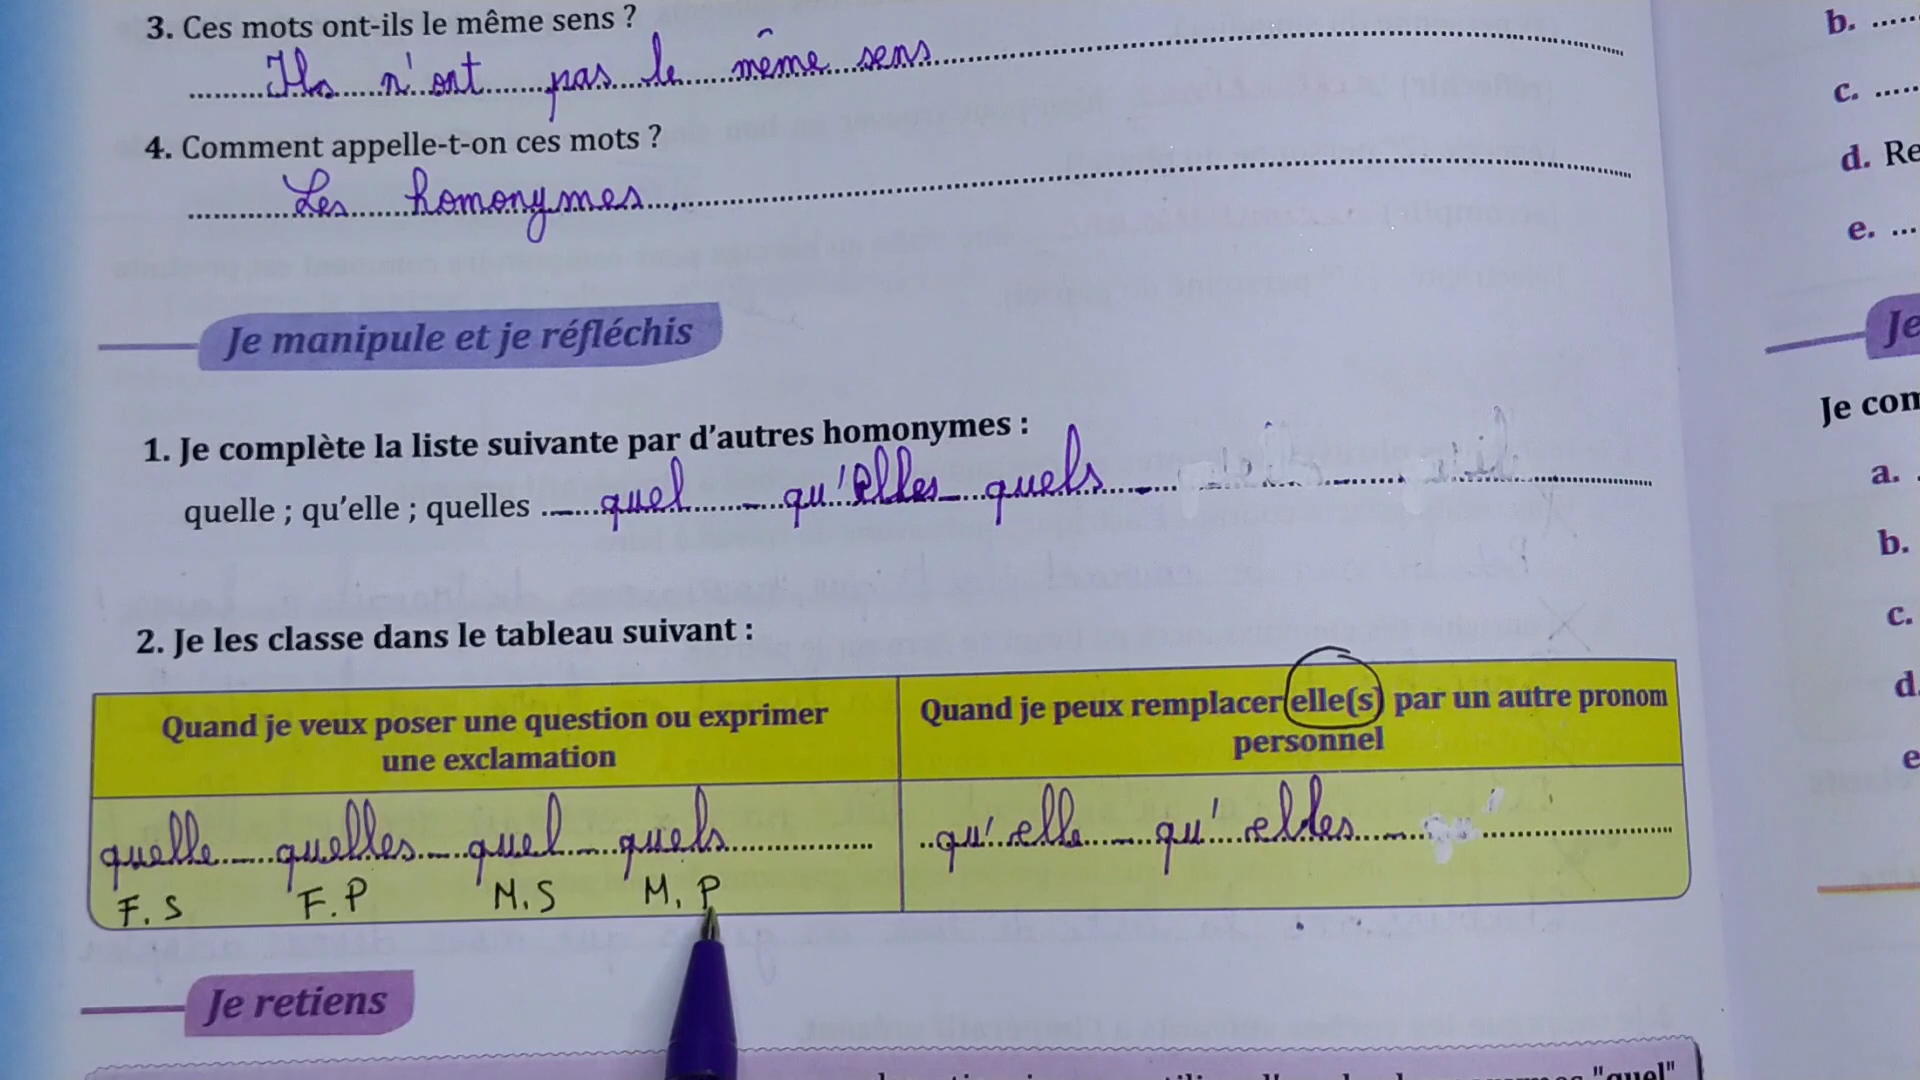 3. Ces mots ont-ils le même sens ?
Ils n'ont pas le même sens
4. Comment appelle-t-on ces mots ?
Les homonymes.
Je manipule et je réfléchis
1. Je complète la liste suivante par d'autres homonymes :
quelle ; qu'elle ; quelles - quel - qu'elles - quels -
2. Je les classe dans le tableau suivant :
Quand je veux poser une question ou exprimer
une exclamation
Quand je peux remplacer elle(s) par un autre pronom
personnel
quelle - quelles - quel - quels
F.S F.P M.S M.P
qu'elle - qu'elles -
Je retiens
"quel"
b.
c.
d. Re
e.
Je
Je com
a.
b.
c.
d.
e